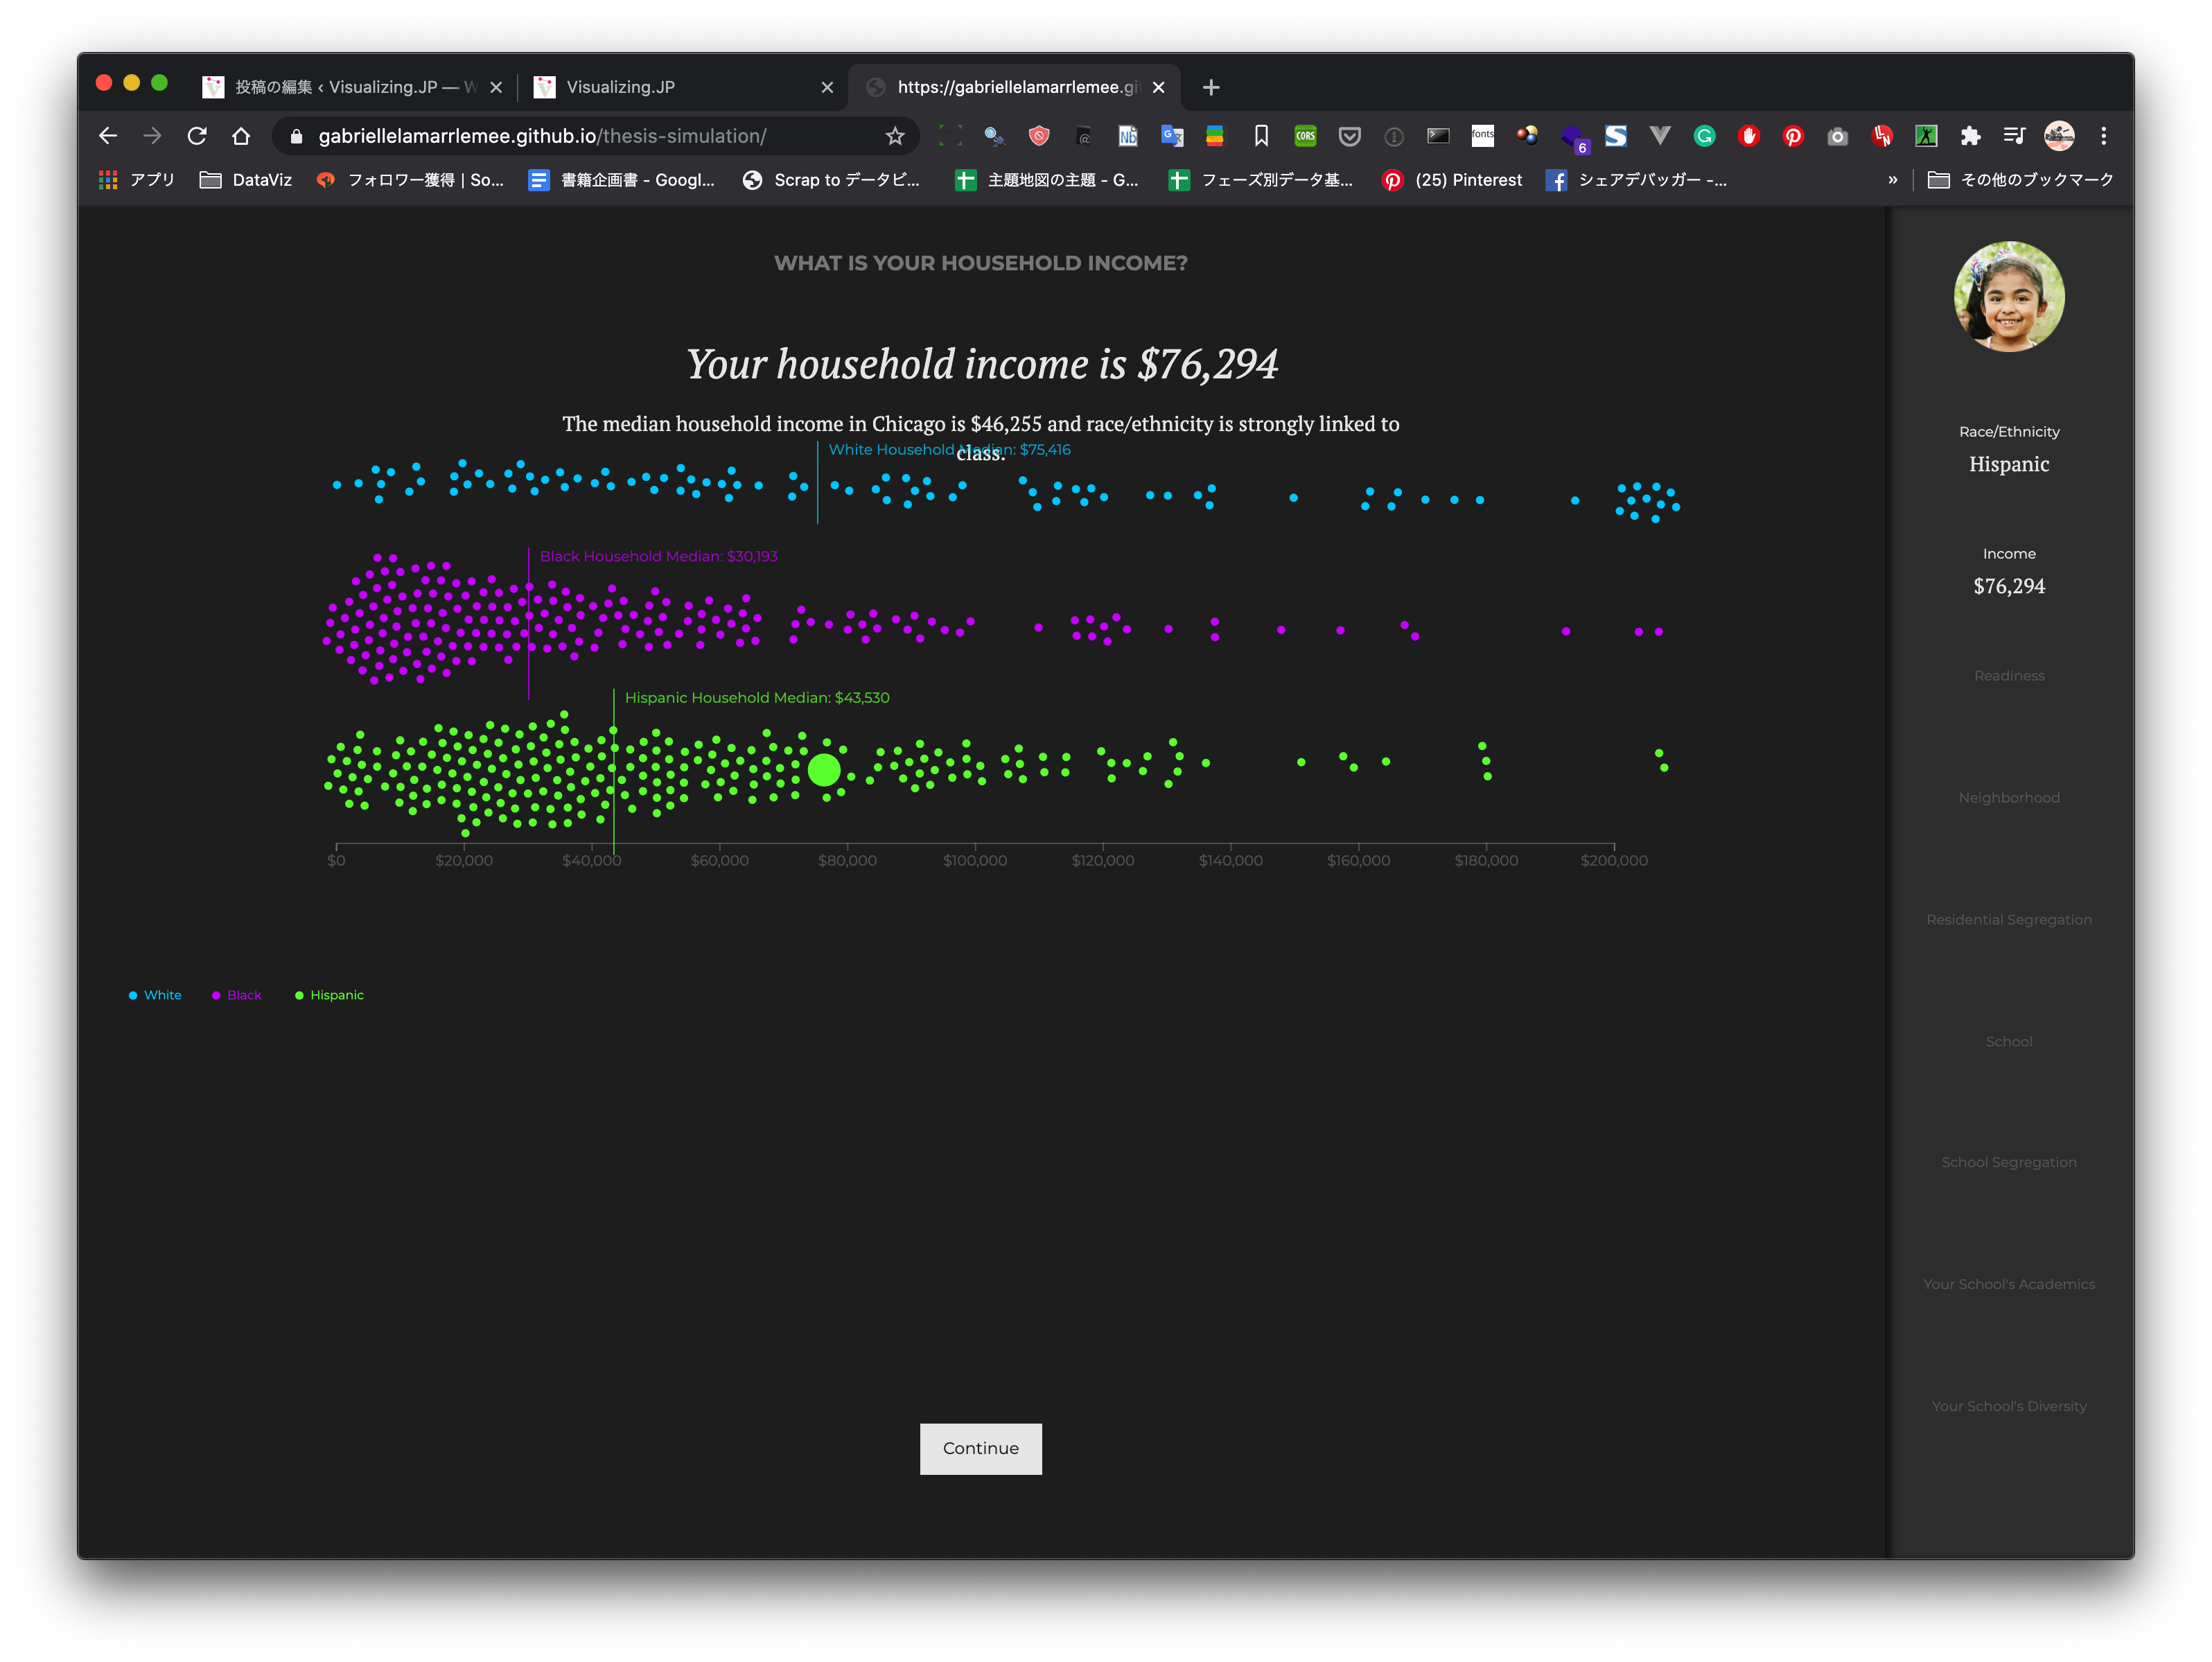 投稿の編集 ‹ Visualizing.JP — W
Visualizing.JP
https://gabriellelamarrlemee.gi
gabriellelamarrlemee.github.io/thesis-simulation/
CORS
fonts
6
アプリ
DataViz
フォロワー獲得 | So...
書籍企画書 - Googl...
Scrap to データビ...
主題地図の主題 - G...
フェーズ別データ基...
(25) Pinterest
シェアデバッガー -...
»
その他のブックマーク
WHAT IS YOUR HOUSEHOLD INCOME?
Your household income is $76,294
The median household income in Chicago is $46,255 and race/ethnicity is strongly linked to
class.
White Household Median: $75,416
Black Household Median: $30,193
Hispanic Household Median: $43,530
$0
$20,000
$40,000
$60,000
$80,000
$100,000
$120,000
$140,000
$160,000
$180,000
$200,000
White
Black
Hispanic
Continue
Race/Ethnicity
Hispanic
Income
$76,294
Readiness
Neighborhood
Residential Segregation
School
School Segregation
Your School's Academics
Your School's Diversity